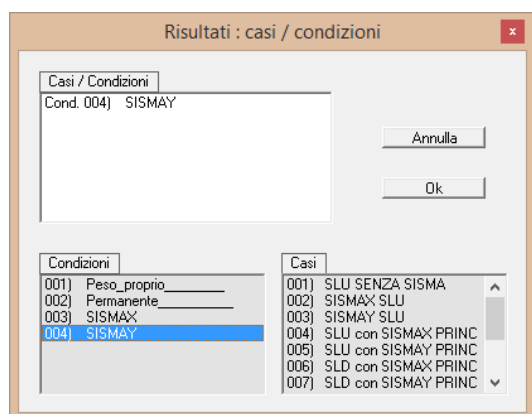 Risultati : casi / condizioni
x
Casi / Condizioni
Cond. 004) SISMAY
Annulla
Ok
Condizioni
001) Peso_proprio________
002) Permanente__________
003) SISMAX
004) SISMAY
Casi
001) SLU SENZA SISMA
002) SISMAX SLU
003) SISMAY SLU
004) SLU con SISMAX PRINC
005) SLU con SISMAY PRINC
006) SLD con SISMAX PRINC
007) SLD con SISMAY PRINC